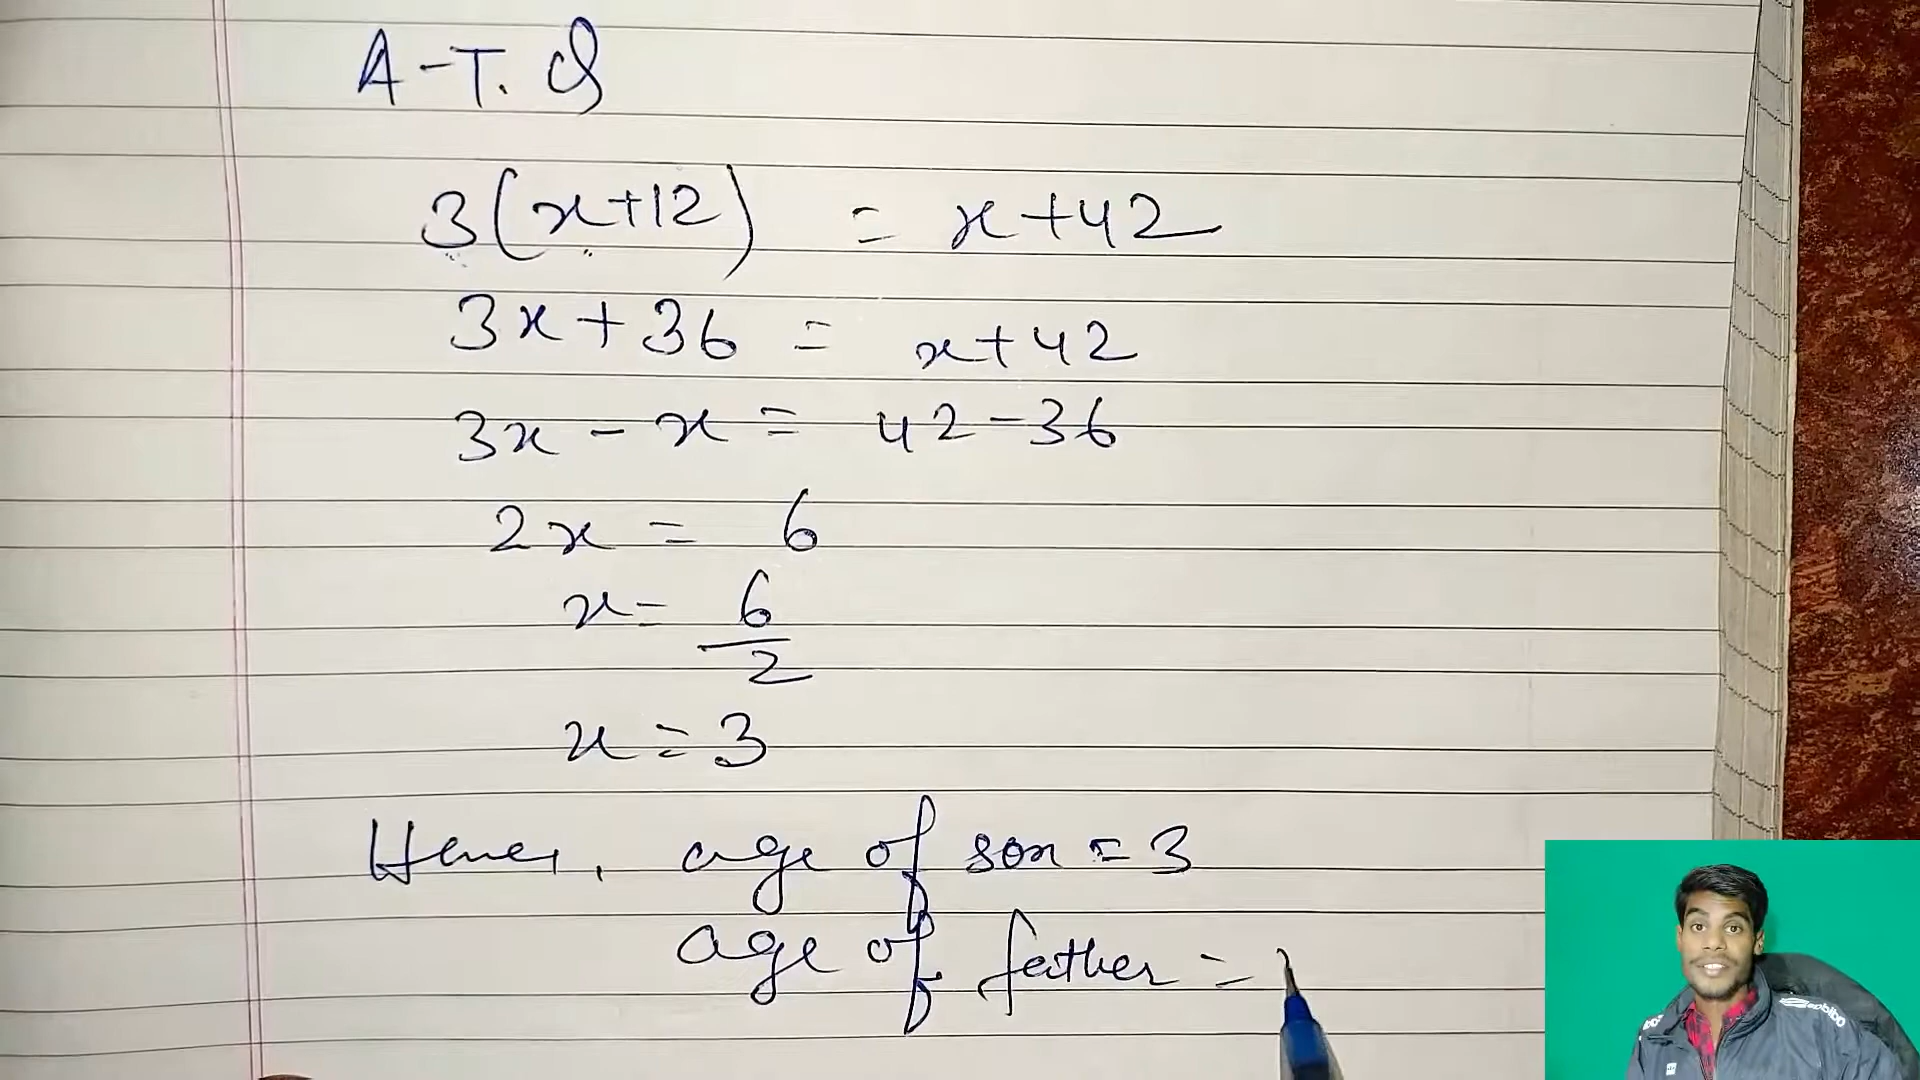 A-T. Q
3(x+12) = x+42
3x+36 = x+42
3x - x = 42-36
2x = 6
x= 6/2
x = 3
Hence, age of son = 3
age of father =